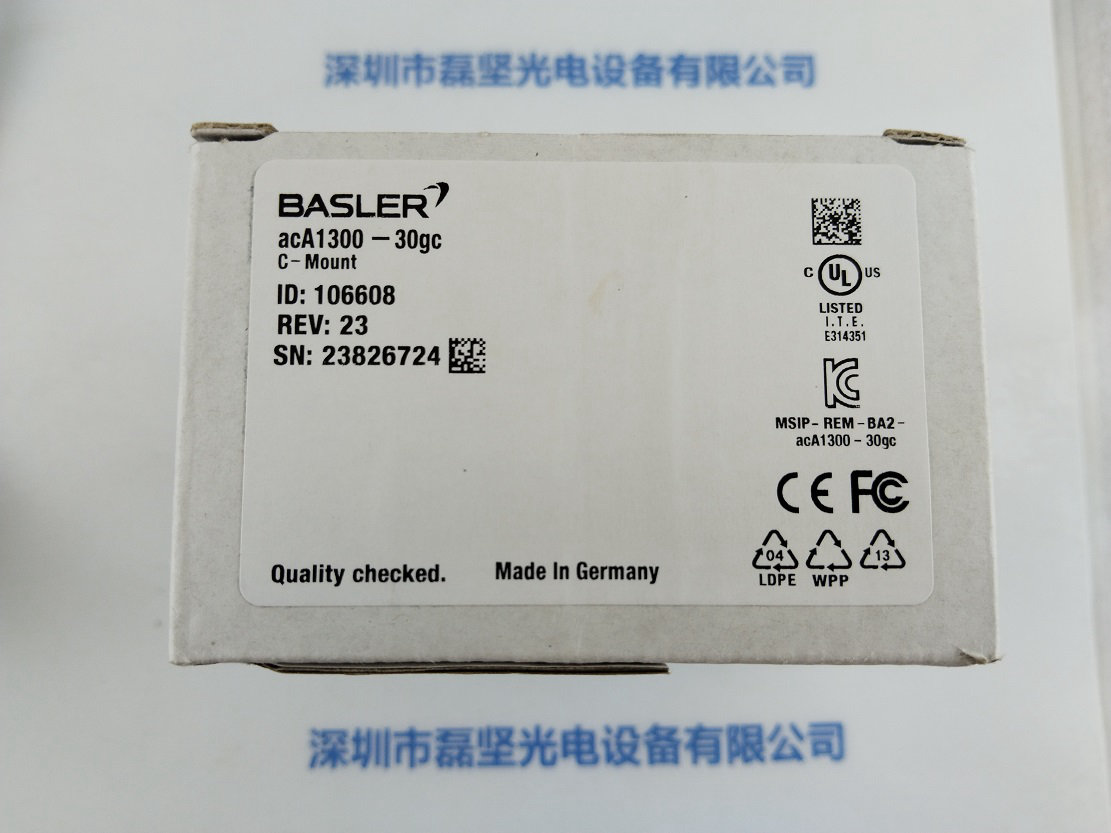 深圳市磊坚光电设备有限公司
BASLER
acA1300 – 30gc
C- Mount
ID: 106608
REV: 23
SN: 23826724
C UL US
LISTED
I.T.E.
E314351
KC
MSIP- REM -BA2-
acA1300 - 30gc
CE FC
04
13
LDPE
WPP
Quality checked.
Made In Germany
深圳市磊坚光电设备有限公司